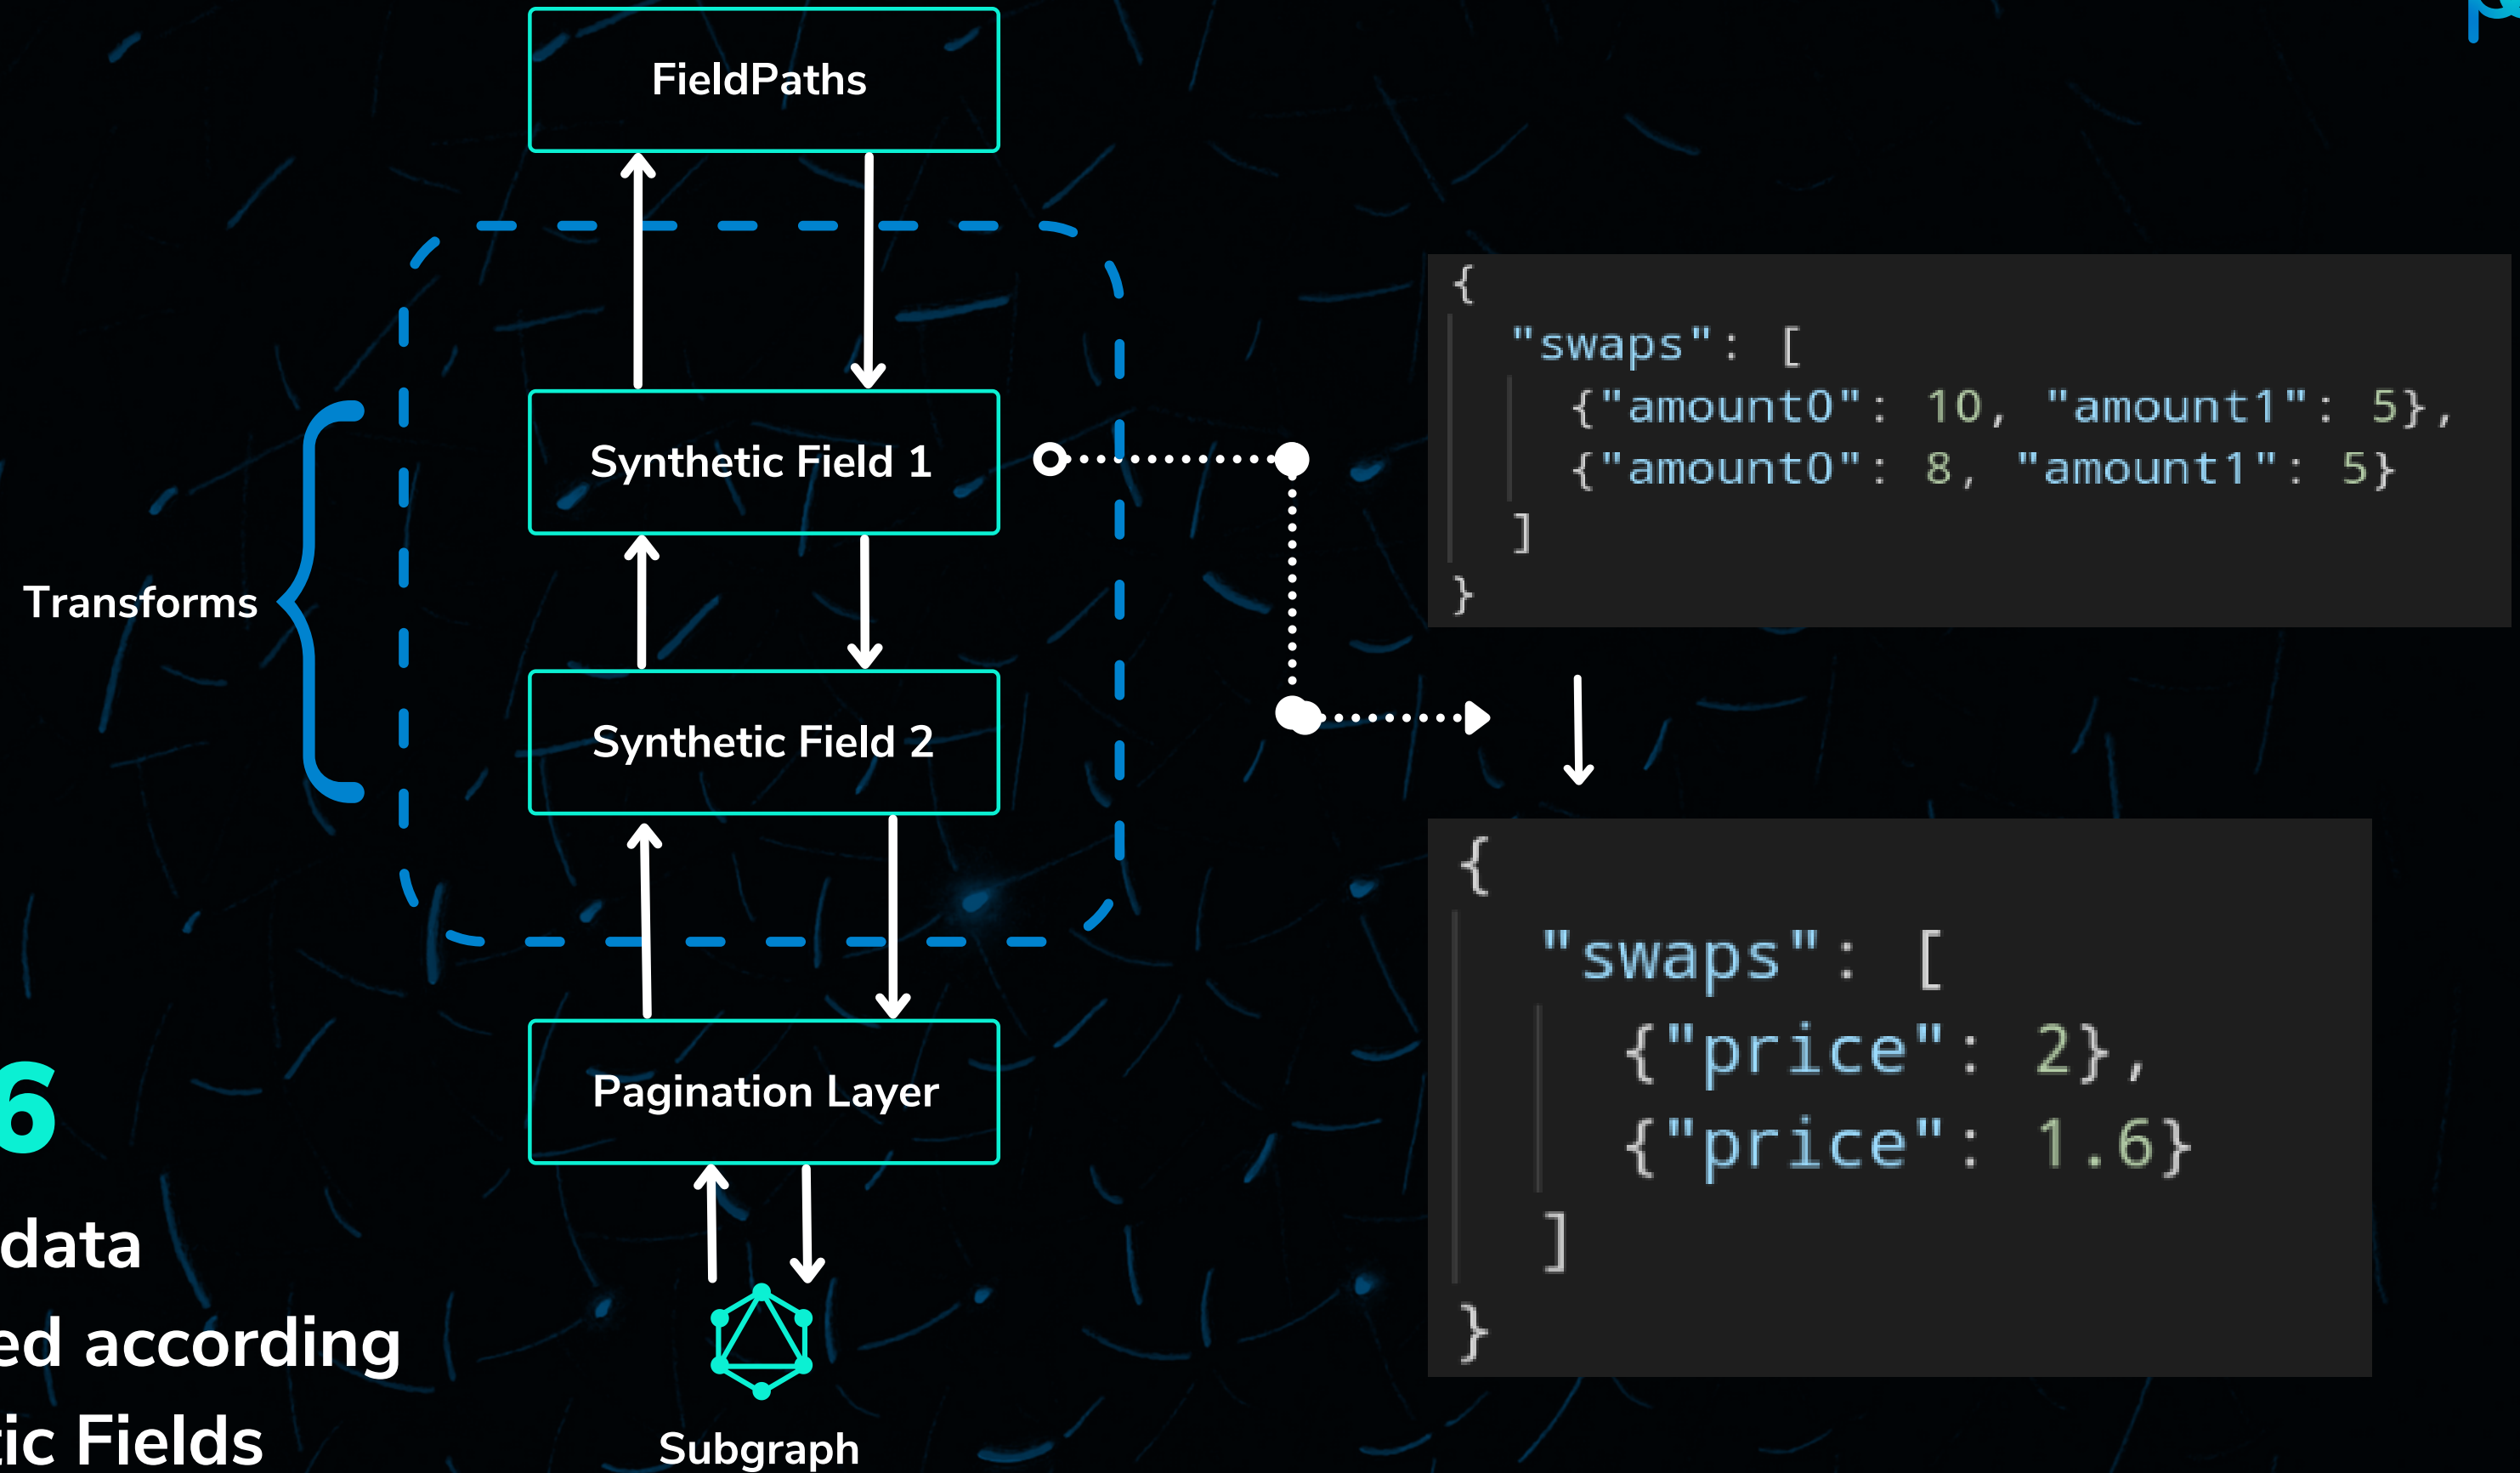 FieldPaths
Synthetic Field 1
Transforms
Synthetic Field 2
Pagination Layer
Subgraph
{
"swaps": [
{"amount0": 10, "amount1": 5},
{"amount0": 8, "amount1": 5}
]
}
{
"swaps": [
{"price": 2},
{"price": 1.6}
]
}
6
data
ed according
ic Fields